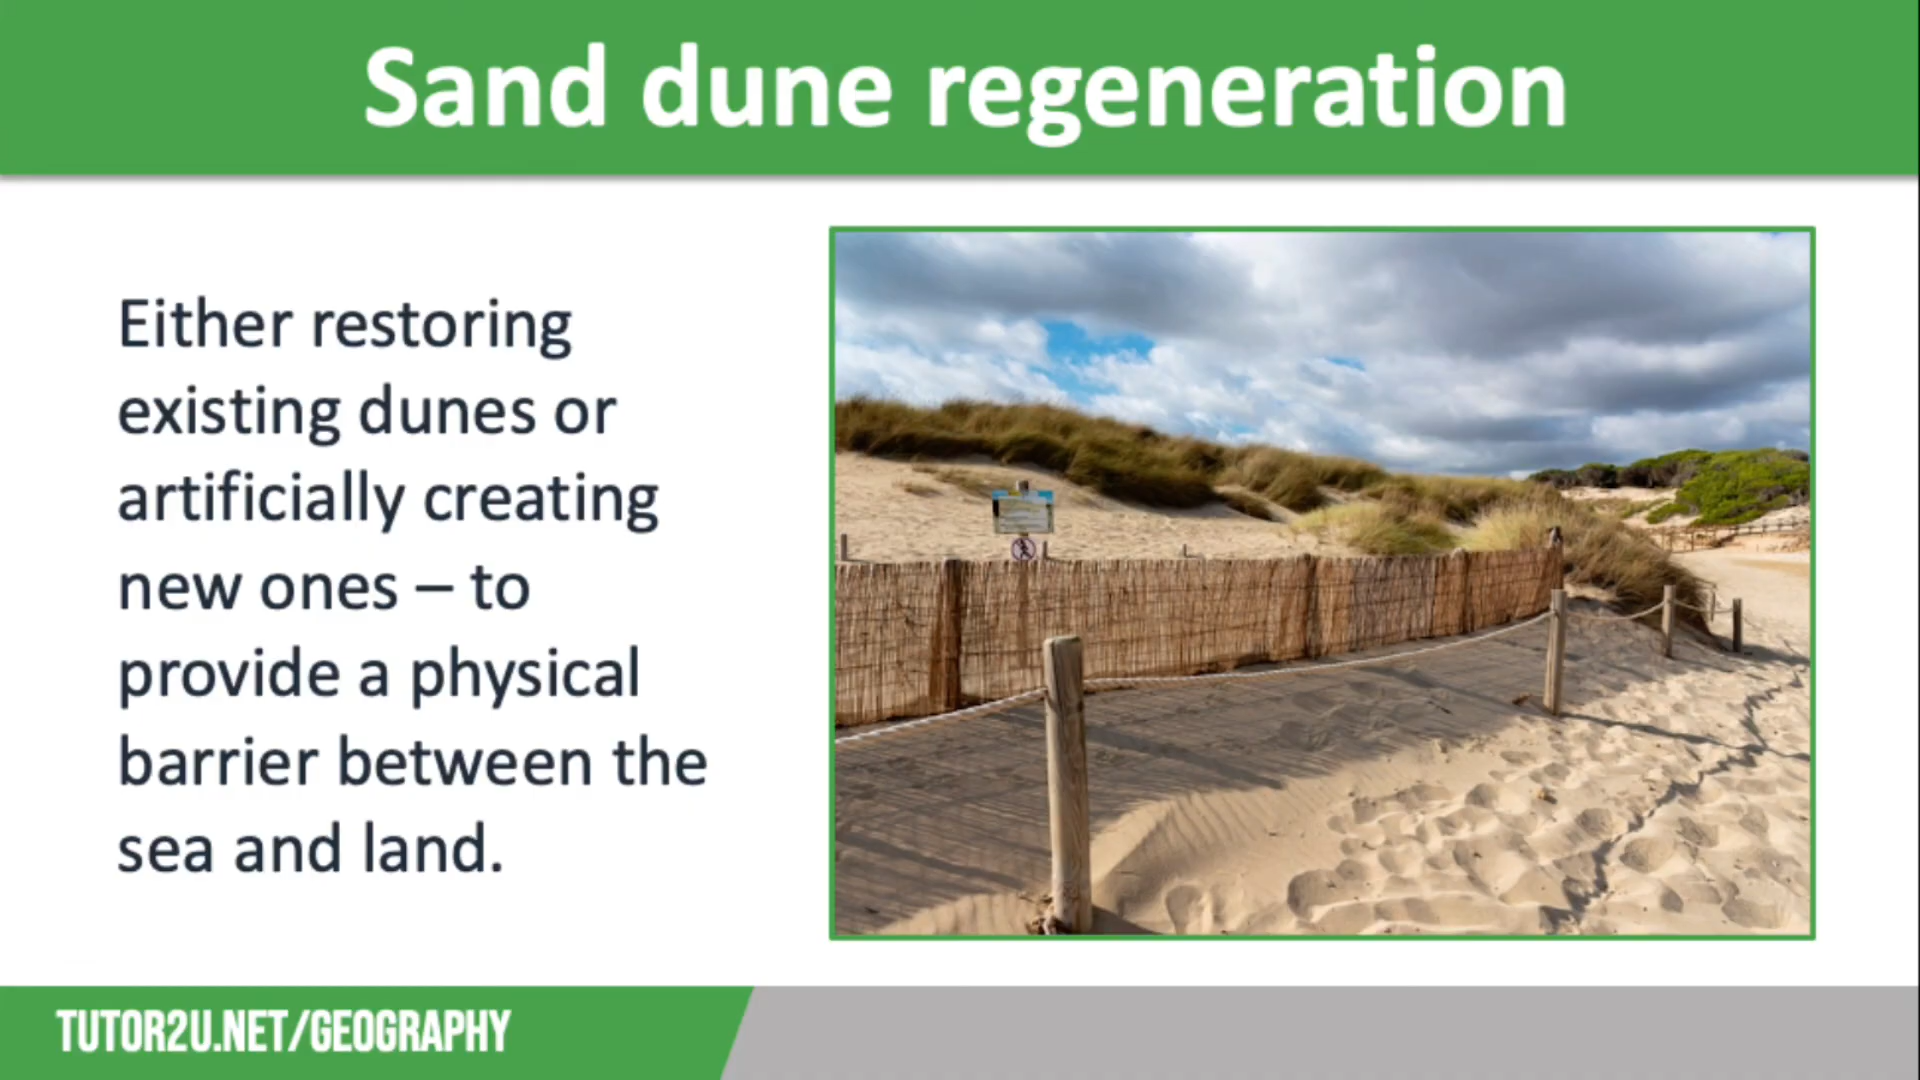 Sand dune regeneration
Either restoring
existing dunes or
artificially creating
new ones – to
provide a physical
barrier between the
sea and land.
TUTOR2U.NET/GEOGRAPHY